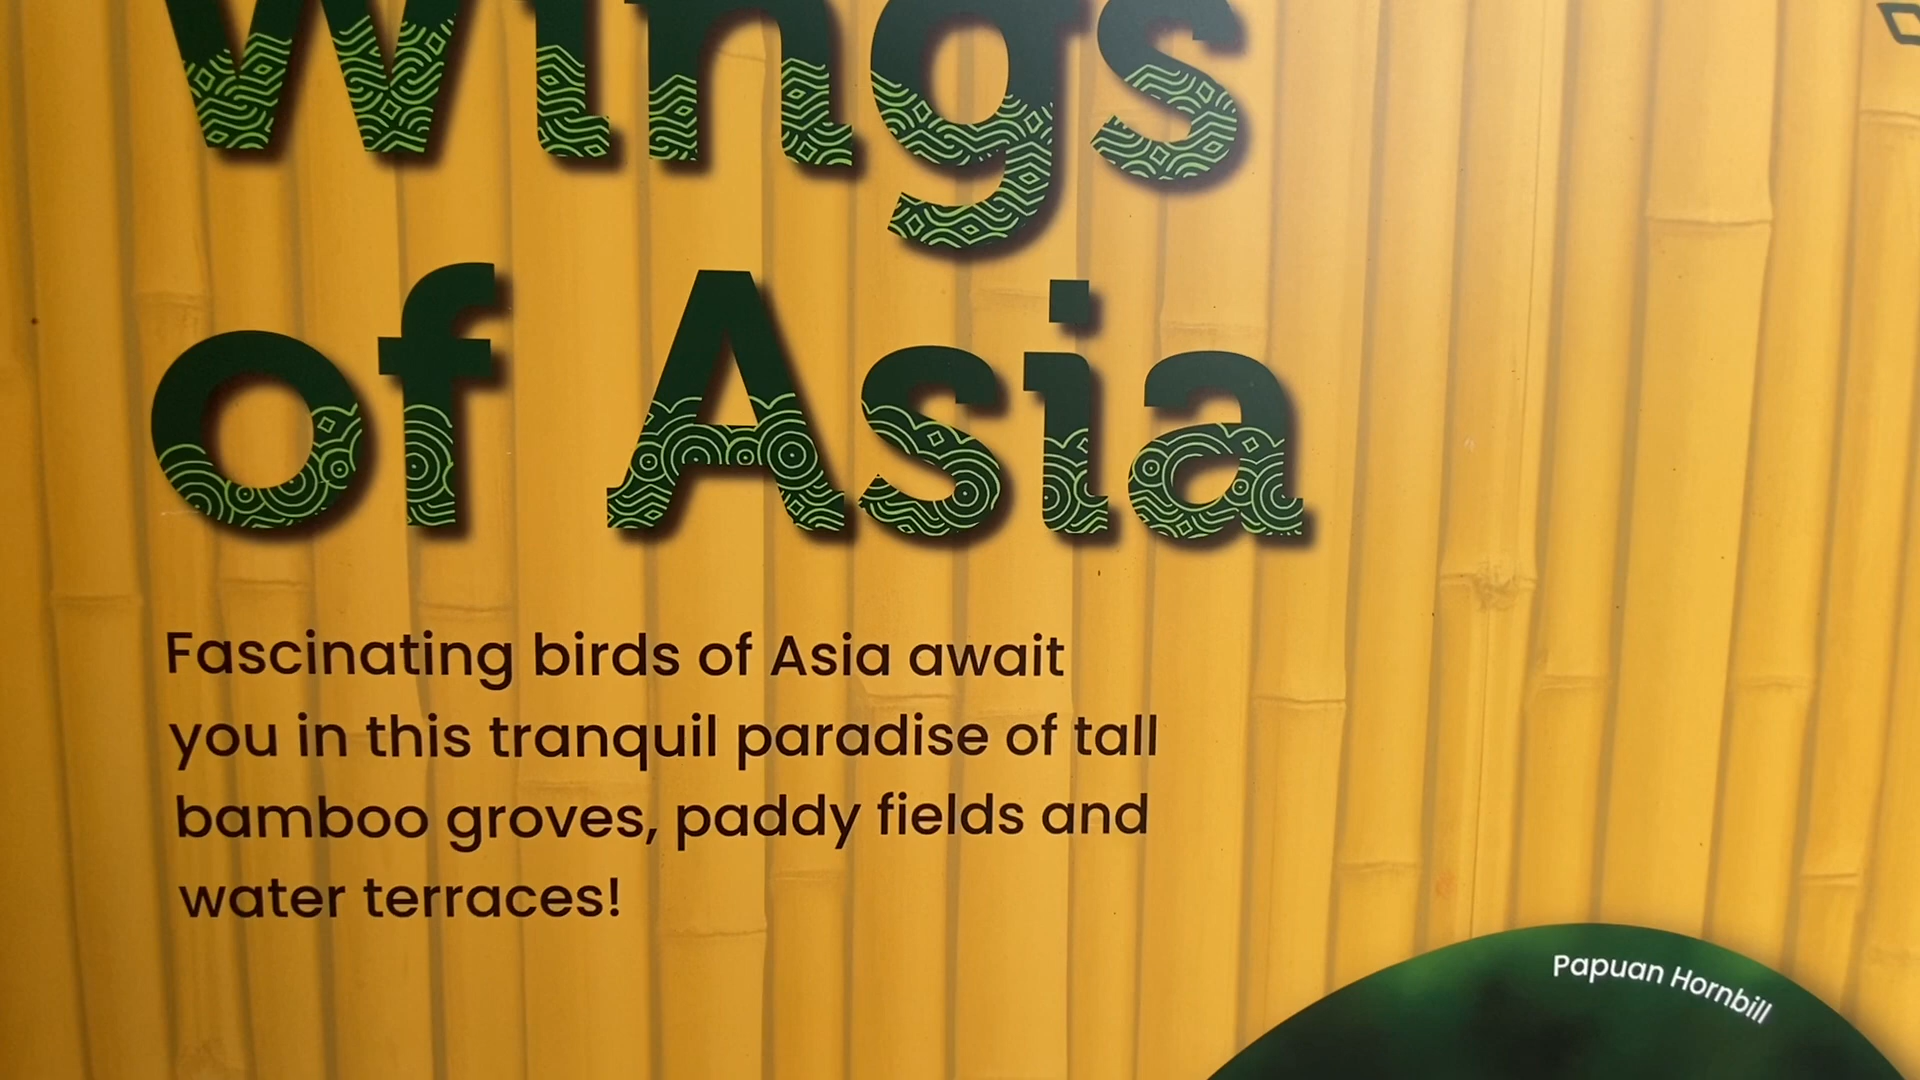 Wings
of Asia
Fascinating birds of Asia await
you in this tranquil paradise of tall
bamboo groves, paddy fields and
water terraces!
Papuan Hornbill